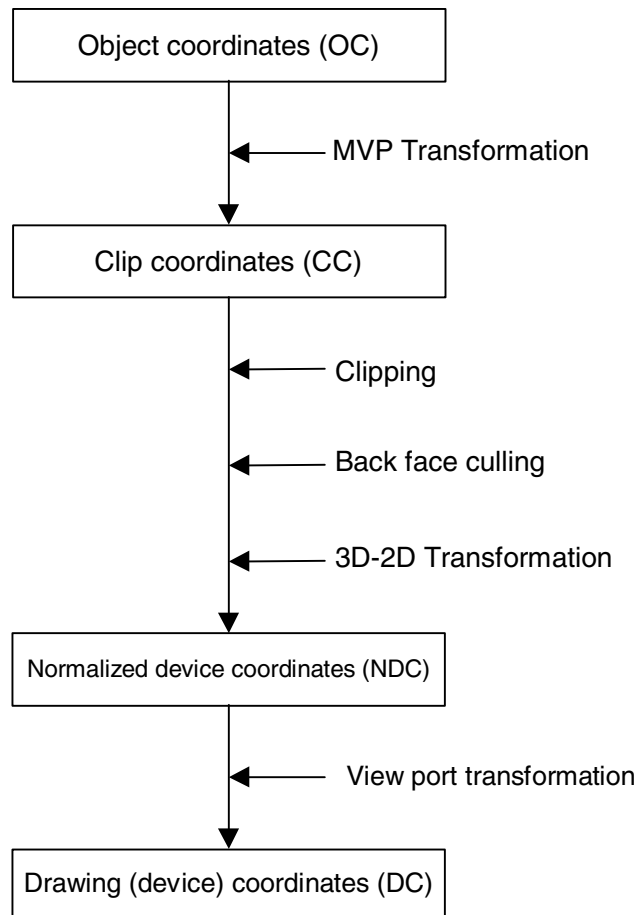 Object coordinates (OC)
MVP Transformation
Clip coordinates (CC)
Clipping
Back face culling
3D-2D Transformation
Normalized device coordinates (NDC)
View port transformation
Drawing (device) coordinates (DC)